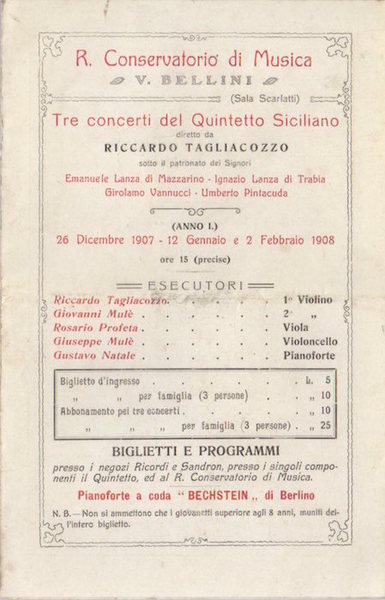 R. Conservatorio di Musica
V. BELLINI
(Sala Scarlatti)
Tre concerti del Quintetto Siciliano
diretto da
RICCARDO TAGLIACOZZO
sotto il patronato dei Signori
Emanuele Lanza di Mazzarino - Ignazio Lanza di Trabia
Girolamo Vannucci - Umberto Pintacuda
(ANNO I.)
26 Dicembre 1907 - 12 Gennaio e 2 Febbraio 1908
ore 15 (precise)
ESECUTORI
Riccardo Tagliacozzo. . . . . . 1º Violino
Giovanni Mulè . . . . . . . 2º „
Rosario Profeta . . . . . . . Viola
Giuseppe Mulè . . . . . . . Violoncello
Gustavo Natale . . . . . . . Pianoforte
Biglietto d'ingresso . . . . . . L. 5
„ „ per famiglia (3 persone) . . . „ 10
Abbonamento pei tre concerti . . . . . „ 10
„ „ „ per famiglia (3 persone) . „ 25
BIGLIETTI E PROGRAMMI
presso i negozi Ricordi e Sandron, presso i singoli compo-
nenti il Quintetto, ed al R. Conservatorio di Musica.
Pianoforte a coda " BECHSTEIN „ di Berlino
N. B. — Non si ammettono che i giovanetti superiore agli 8 anni, muniti del-
l'intero biglietto.